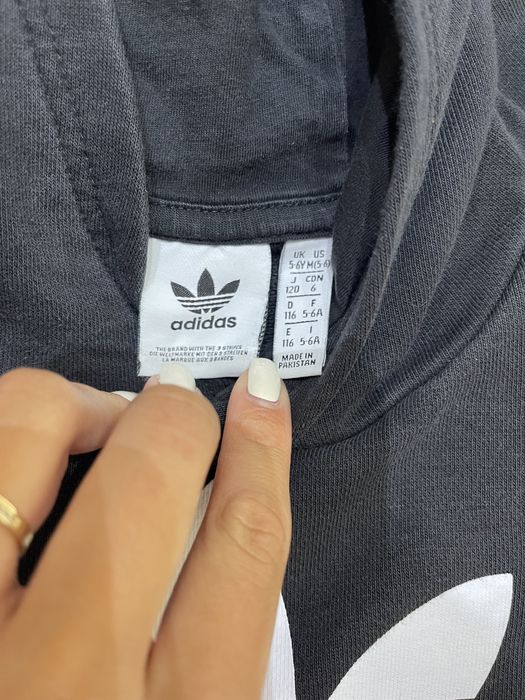 adidas
THE BRAND WITH THE 3 STRIPES
DIE WELTMARKE MIT DEN 3 STREIFEN
LA MARQUE AUX 3 BANDES
UK US
5-6Y M(5-6)
J CDN
120 6
D F
116 5-6A
E I
116 5-6A
MADE IN
PAKISTAN